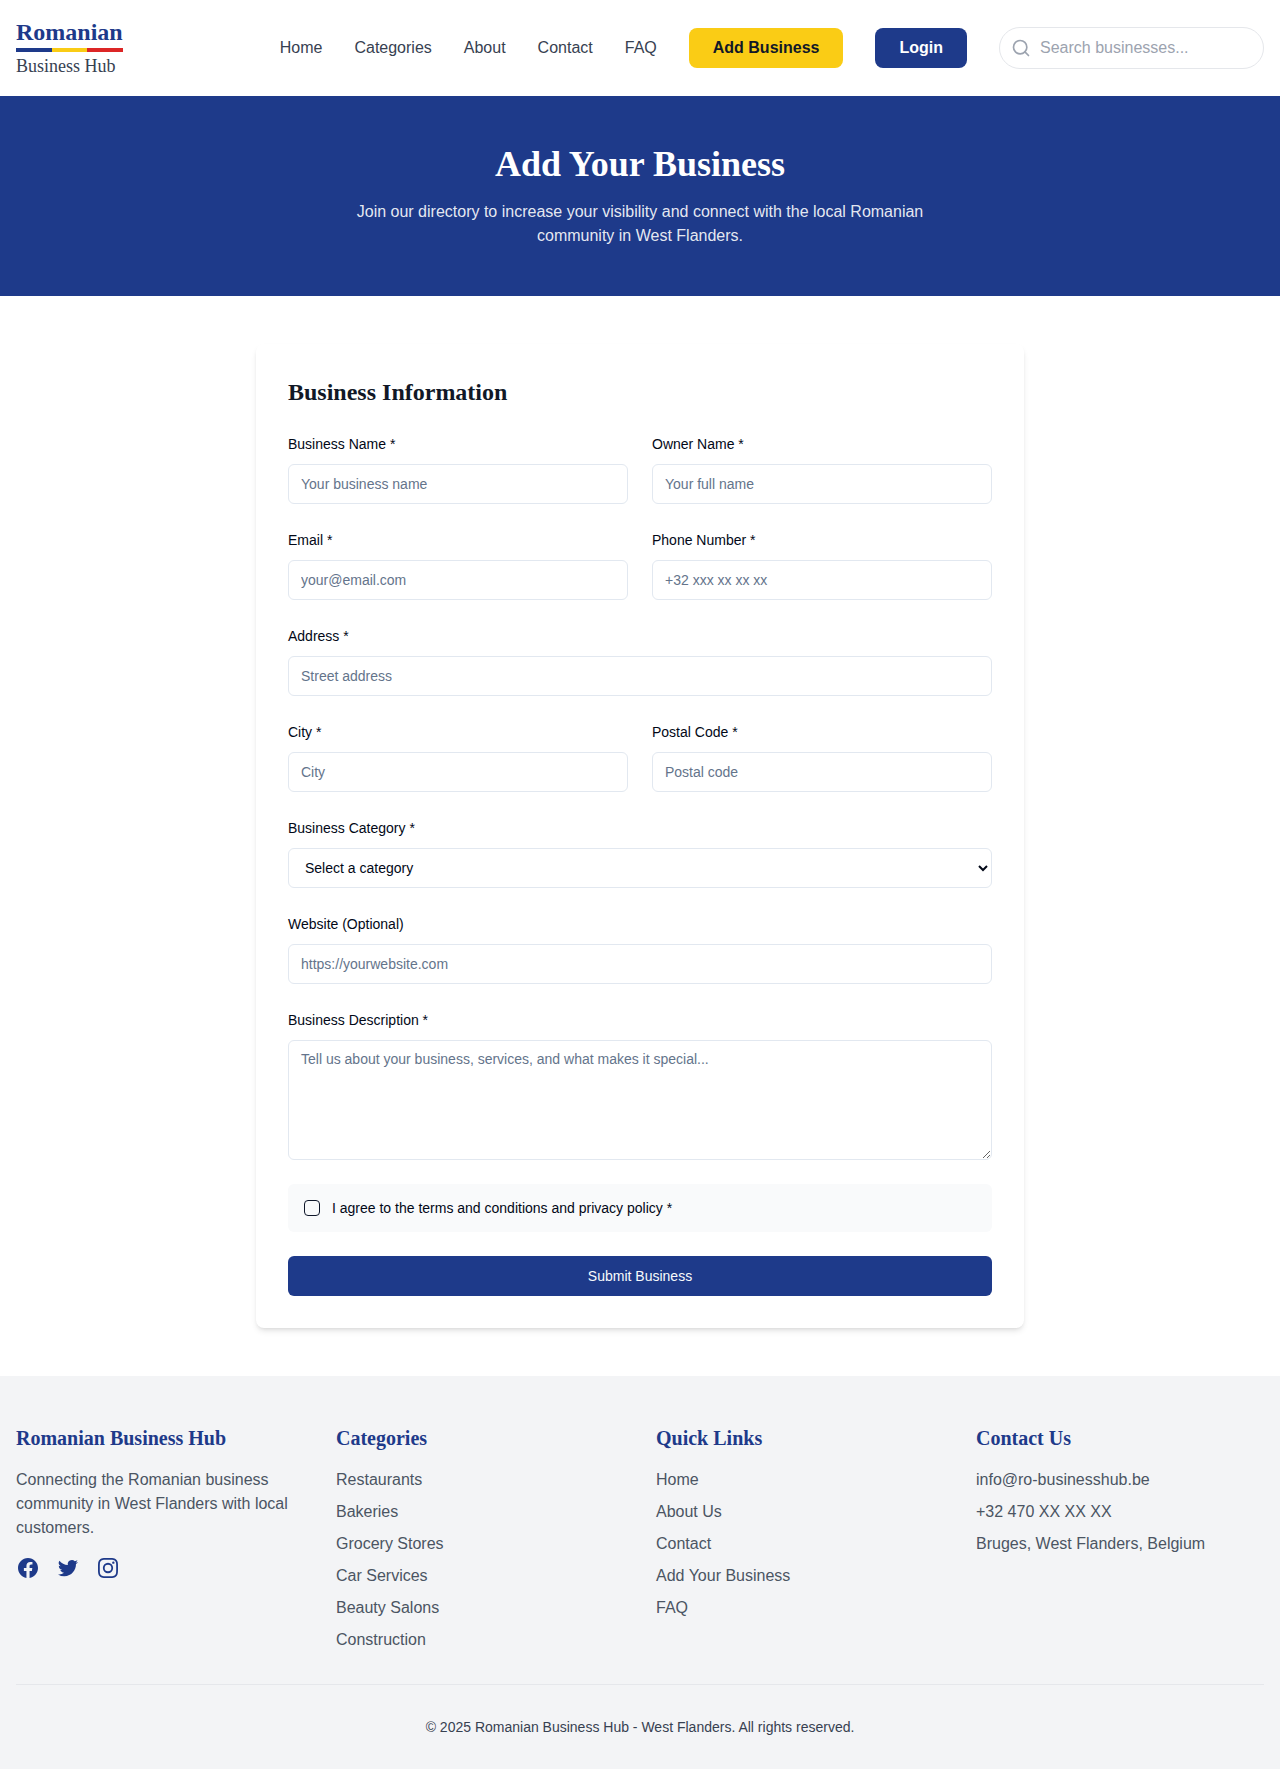 Romanian
Business Hub
Home
Categories
About
Contact
FAQ
Add Business
Login
Search businesses...
Add Your Business
Join our directory to increase your visibility and connect with the local Romanian
community in West Flanders.
Business Information
Business Name *
Owner Name *
Your business name
Your full name
Email *
Phone Number *
your@email.com
+32 xxx xx xx xx
Address *
Street address
City *
Postal Code *
City
Postal code
Business Category *
Select a category
Website (Optional)
https://yourwebsite.com
Business Description *
Tell us about your business, services, and what makes it special...
I agree to the terms and conditions and privacy policy *
Submit Business
Romanian Business Hub
Connecting the Romanian business
community in West Flanders with local
customers.
Categories
Restaurants
Bakeries
Grocery Stores
Car Services
Beauty Salons
Construction
Quick Links
Home
About Us
Contact
Add Your Business
FAQ
Contact Us
info@ro-businesshub.be
+32 470 XX XX XX
Bruges, West Flanders, Belgium
© 2025 Romanian Business Hub - West Flanders. All rights reserved.